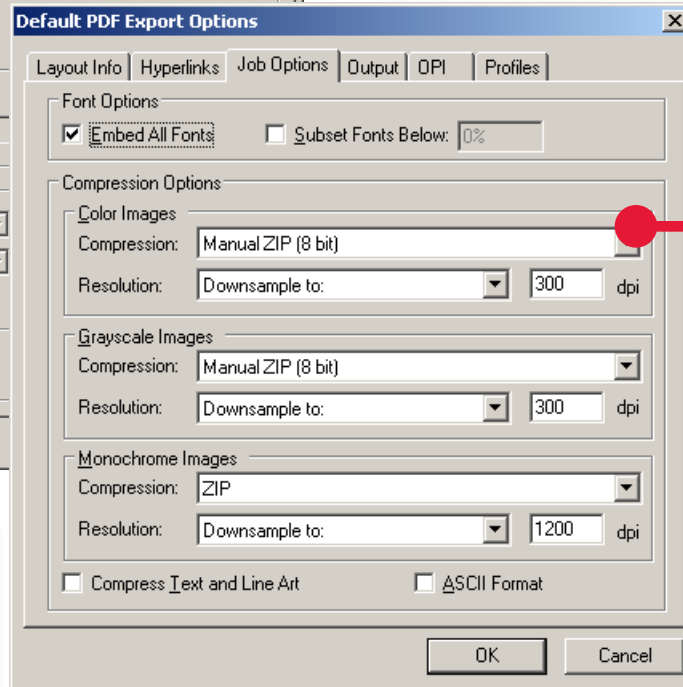 Default PDF Export Options
Layout Info Hyperlinks Job Options Output OPI Profiles
Font Options
Embed All Fonts Subset Fonts Below: 0%
Compression Options
Color Images
Compression: Manual ZIP (8 bit)
Resolution: Downsample to: 300 dpi
Grayscale Images
Compression: Manual ZIP (8 bit)
Resolution: Downsample to: 300 dpi
Monochrome Images
Compression: ZIP
Resolution: Downsample to: 1200 dpi
Compress Text and Line Art ASCII Format
OK Cancel